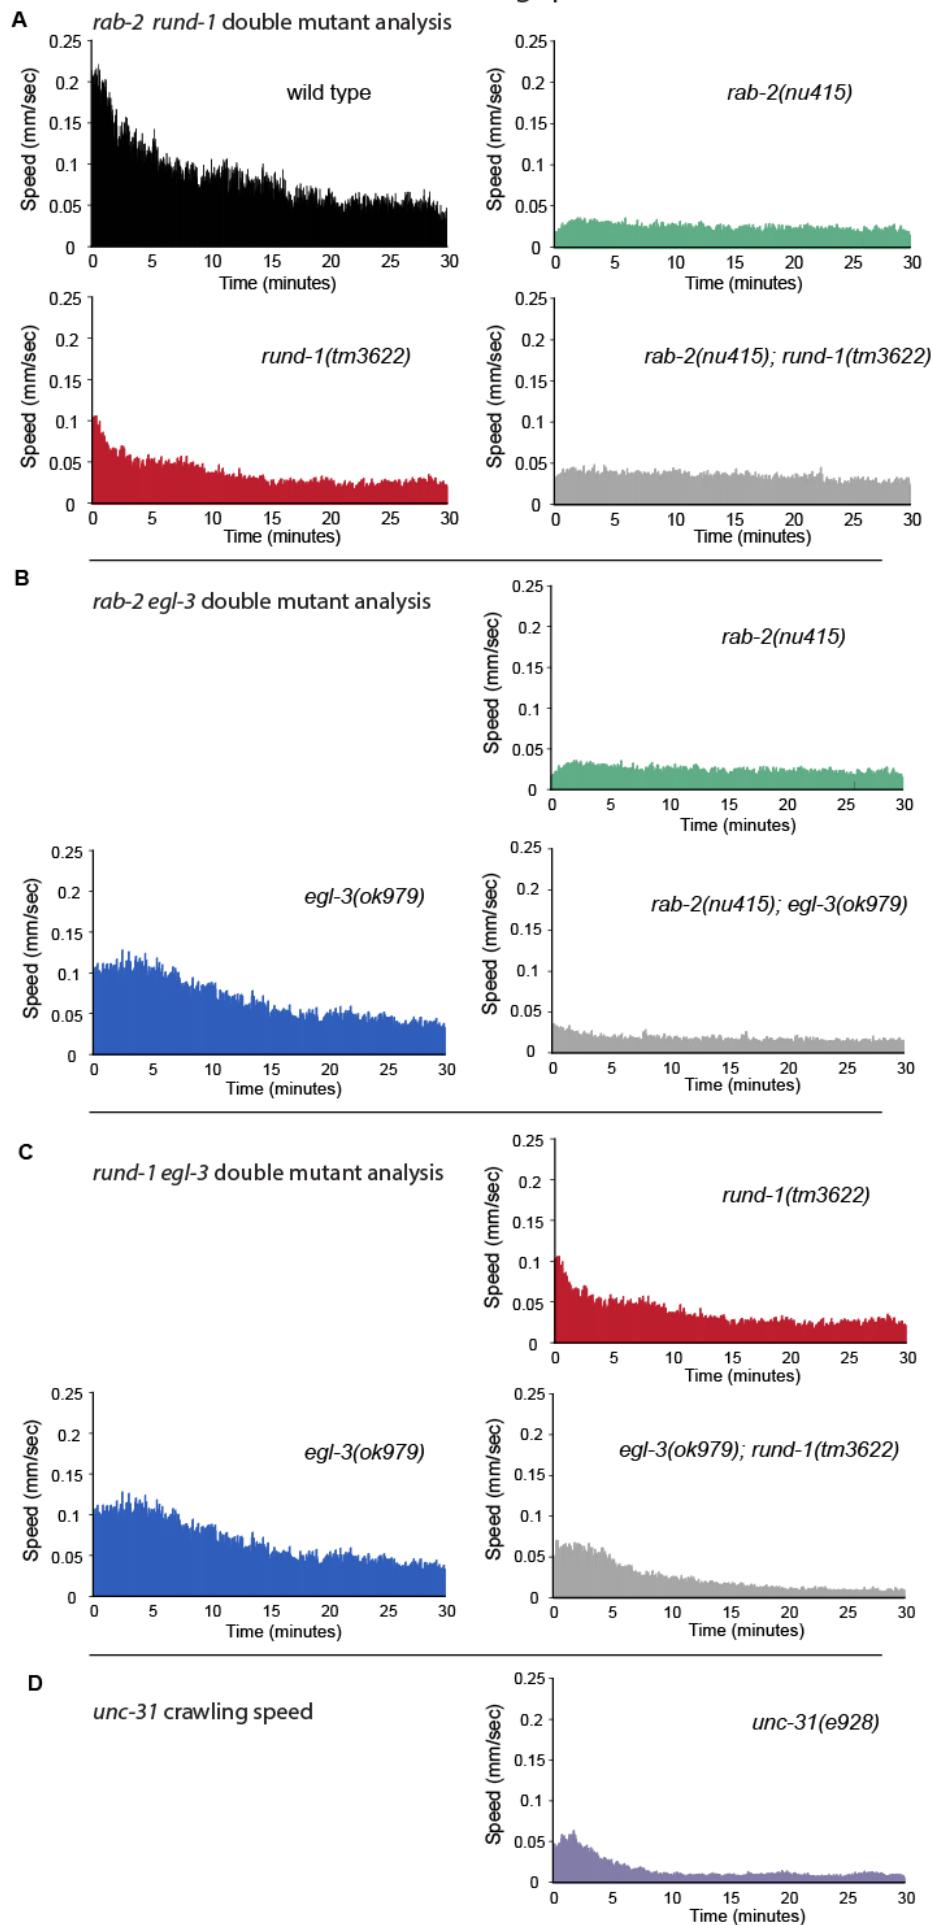 A
rab-2 rund-1 double mutant analysis
0.25
0.2
0.15
0.1
0.05
0
Speed (mm/sec)
wild type
0 5 10 15 20 25 30
Time (minutes)
0.25
0.2
0.15
0.1
0.05
0
Speed (mm/sec)
rab-2(nu415)
0 5 10 15 20 25 30
Time (minutes)
0.25
0.2
0.15
0.1
0.05
0
Speed (mm/sec)
rund-1(tm3622)
0 5 10 15 20 25 30
Time (minutes)
0.25
0.2
0.15
0.1
0.05
0
Speed (mm/sec)
rab-2(nu415); rund-1(tm3622)
0 5 10 15 20 25 30
Time (minutes)
B
rab-2 egl-3 double mutant analysis
0.25
0.2
0.15
0.1
0.05
0
Speed (mm/sec)
rab-2(nu415)
0 5 10 15 20 25 30
Time (minutes)
0.25
0.2
0.15
0.1
0.05
0
Speed (mm/sec)
egl-3(ok979)
0 5 10 15 20 25 30
Time (minutes)
0.25
0.2
0.15
0.1
0.05
0
Speed (mm/sec)
rab-2(nu415); egl-3(ok979)
0 5 10 15 20 25 30
Time (minutes)
C
rund-1 egl-3 double mutant analysis
0.25
0.2
0.15
0.1
0.05
0
Speed (mm/sec)
rund-1(tm3622)
0 5 10 15 20 25 30
Time (minutes)
0.25
0.2
0.15
0.1
0.05
0
Speed (mm/sec)
egl-3(ok979)
0 5 10 15 20 25 30
Time (minutes)
0.25
0.2
0.15
0.1
0.05
0
Speed (mm/sec)
egl-3(ok979); rund-1(tm3622)
0 5 10 15 20 25 30
Time (minutes)
D
unc-31 crawling speed
0.25
0.2
0.15
0.1
0.05
0
Speed (mm/sec)
unc-31(e928)
0 5 10 15 20 25 30
Time (minutes)